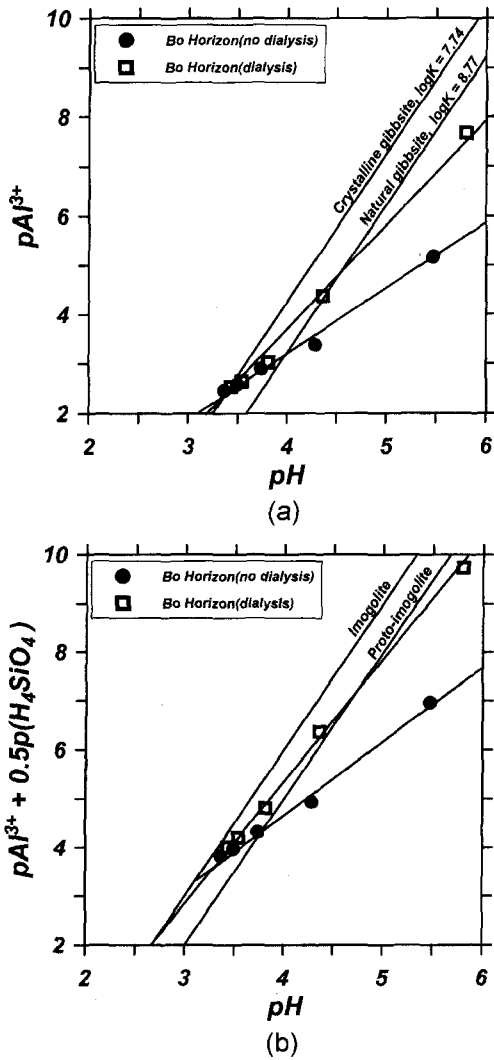 10
Bo Horizon(no dialysis)
Bo Horizon(dialysis)
Crystalline gibbsite, logK = 7.74
Natural gibbsite, logK = 8.77
8
6
4
2
pAl³⁺
2 3 4 5 6
pH
(a)
10
Bo Horizon(no dialysis)
Bo Horizon(dialysis)
Imogolite
Proto-imogolite
8
6
4
2
pAl³⁺ + 0.5p(H₄SiO₄)
2 3 4 5 6
pH
(b)